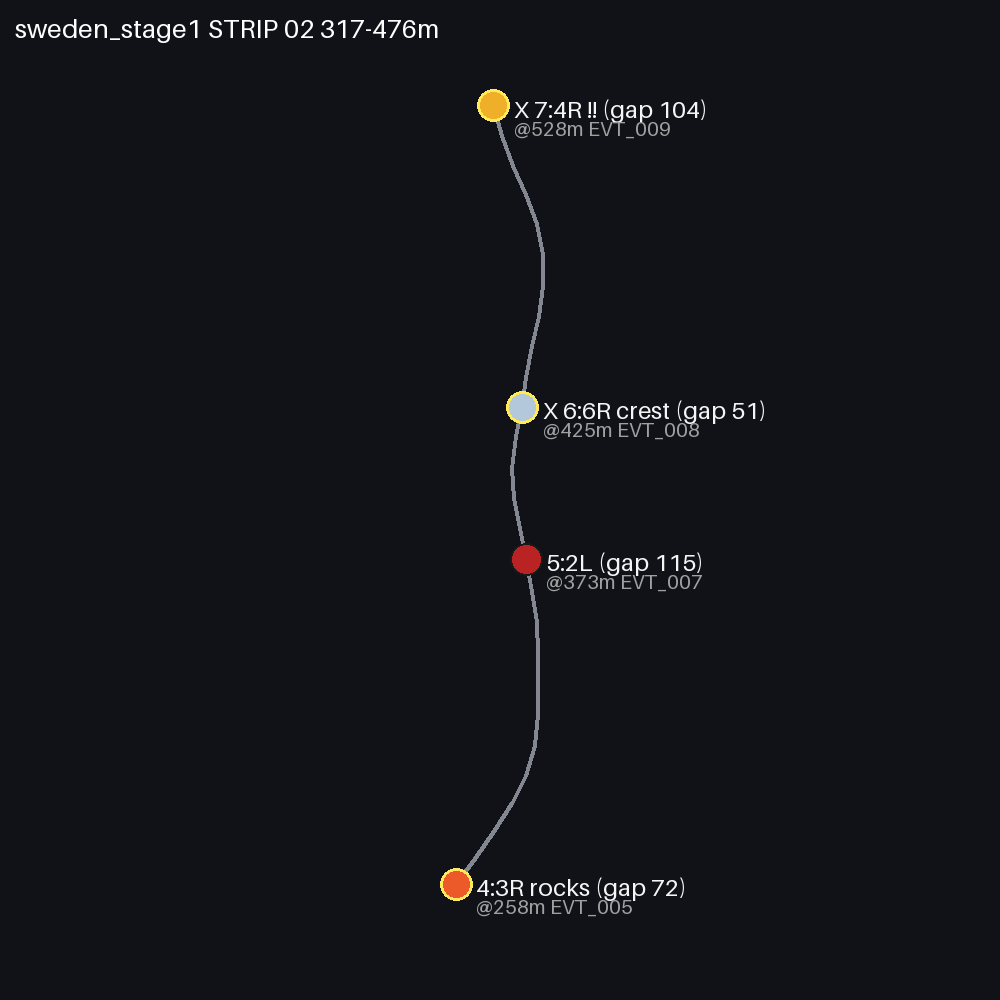 sweden_stage1 STRIP 02 317-476m
X 7:4R !! (gap 104)
@528m EVT_009
X 6:6R crest (gap 51)
@425m EVT_008
5:2L (gap 115)
@373m EVT_007
4:3R rocks (gap 72)
@258m EVT_005